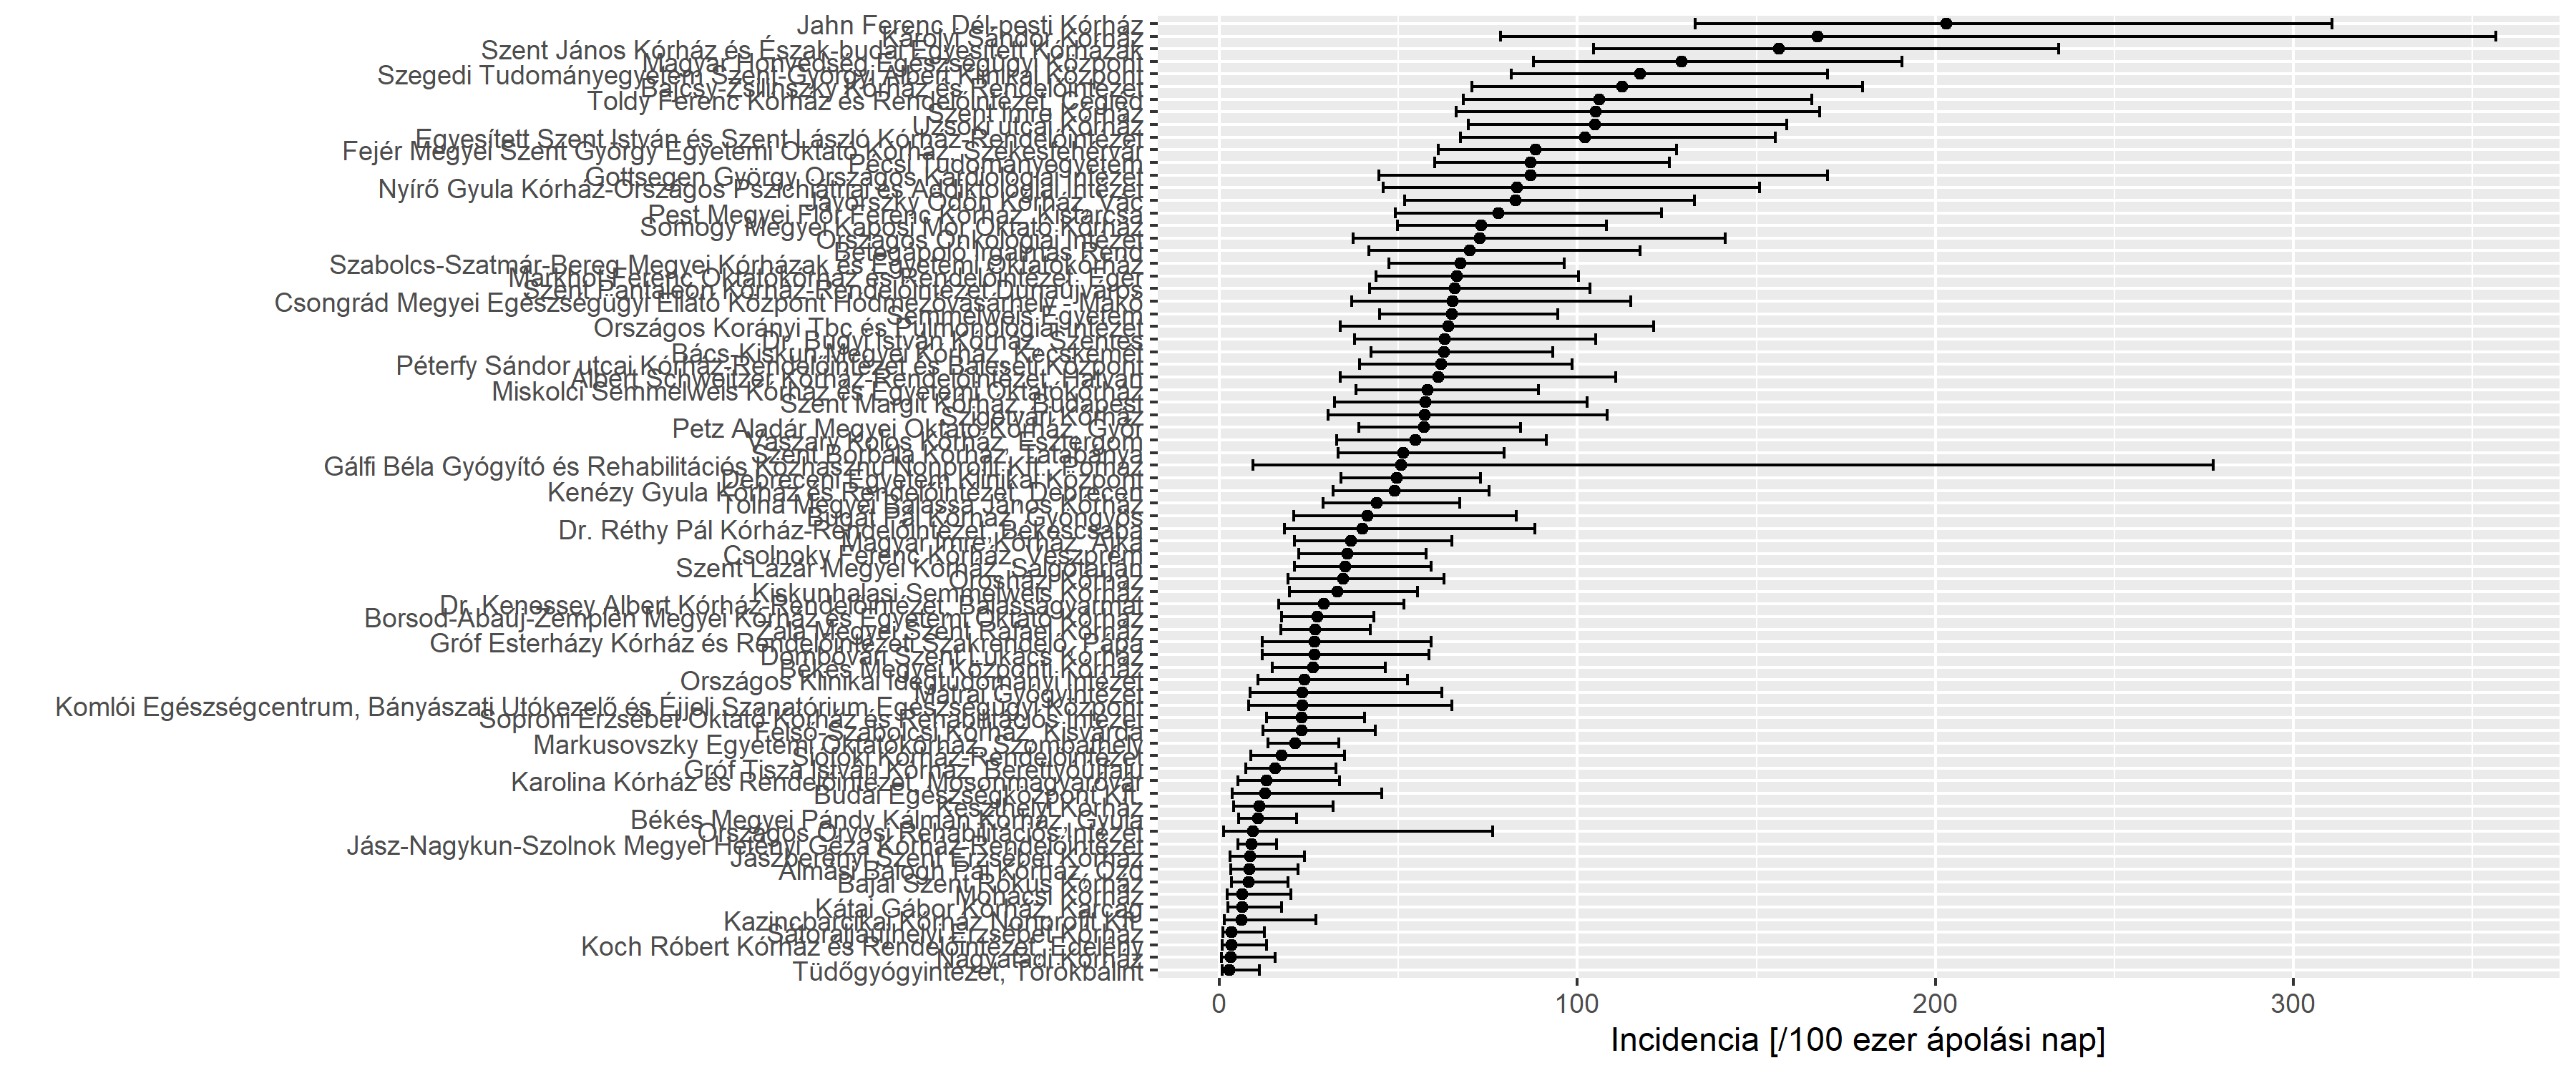 Jahn Ferenc Dél-pesti Kórház
Károlyi Sándor Kórház
Szent János Kórház és Észak-budai Egyesített Kórházak
Magyar Honvédség Egészségügyi Központ
Szegedi Tudományegyetem Szent-Györgyi Albert Klinikai Központ
Bajcsy-Zsilinszky Kórház és Rendelőintézet
Toldy Ferenc Kórház és Rendelőintézet, Cegléd
Szent Imre Kórház
Uzsoki utcai Kórház
Egyesített Szent István és Szent László Kórház-Rendelőintézet
Fejér Megyei Szent György Egyetemi Oktató Kórház, Székesfehérvár
Pécsi Tudományegyetem
Gottsegen György Országos Kardiológiai Intézet
Nyírő Gyula Kórház-Országos Pszichiátriai és Addiktológiai Intézet
Jávorszky Ödön Kórház, Vác
Pest Megyei Flór Ferenc Kórház, Kistarcsa
Somogy Megyei Kaposi Mór Oktató Kórház
Országos Onkológiai Intézet
Betegápoló Irgalmas Rend
Szabolcs-Szatmár-Bereg Megyei Kórházak és Egyetemi Oktatókórház
Markhot Ferenc Oktatókórház és Rendelőintézet, Eger
Szent Pantaleon Kórház-Rendelőintézet Dunaújváros
Csongrád Megyei Egészségügyi Ellátó Központ Hódmezővásárhely - Makó
Semmelweis Egyetem
Országos Korányi Tbc és Pulmonológiai Intézet
Dr. Bugyi István Kórház, Szentes
Bács-Kiskun Megyei Kórház, Kecskemét
Péterfy Sándor utcai Kórház-Rendelőintézet és Baleseti Központ
Albert Schweitzer Kórház-Rendelőintézet, Hatvan
Miskolci Semmelweis Kórház és Egyetemi Oktatókórház
Szent Margit Kórház, Budapest
Szigetvári Kórház
Petz Aladár Megyei Oktató Kórház, Győr
Vaszary Kolos Kórház, Esztergom
Szent Borbála Kórház, Tatabánya
Gálfi Béla Gyógyító és Rehabilitációs Közhasznú Nonprofit Kft., Pomáz
Debreceni Egyetem Klinikai Központ
Kenézy Gyula Kórház és Rendelőintézet, Debrecen
Tolna Megyei Balassa János Kórház
Bugát Pál Kórház, Gyöngyös
Dr. Réthy Pál Kórház-Rendelőintézet, Békéscsaba
Magyar Imre Kórház, Ajka
Csolnoky Ferenc Kórház, Veszprém
Szent Lázár Megyei Kórház, Salgótarján
Orosházi Kórház
Kiskunhalasi Semmelweis Kórház
Dr. Kenessey Albert Kórház-Rendelőintézet, Balassagyarmat
Borsod-Abaúj-Zemplén Megyei Kórház és Egyetemi Oktató Kórház
Zala Megyei Szent Rafael Kórház
Gróf Esterházy Kórház és Rendelőintézeti Szakrendelő, Pápa
Dombóvári Szent Lukács Kórház
Békés Megyei Központi Kórház
Országos Klinikai Idegtudományi Intézet
Mátrai Gyógyintézet
Komlói Egészségcentrum, Bányászati Utókezelő és Éjjeli Szanatórium Egészségügyi Központ
Soproni Erzsébet Oktató Kórház és Rehabilitációs Intézet
Felső-Szabolcsi Kórház, Kisvárda
Markusovszky Egyetemi Oktatókórház, Szombathely
Siófoki Kórház-Rendelőintézet
Gróf Tisza István Kórház, Berettyóújfalu
Karolina Kórház és Rendelőintézet, Mosonmagyaróvár
Budai Egészségközpont Kft.
Keszthelyi Kórház
Békés Megyei Pándy Kálmán Kórház, Gyula
Országos Orvosi Rehabilitációs Intézet
Jász-Nagykun-Szolnok Megyei Hetényi Géza Kórház-Rendelőintézet
Jászberényi Szent Erzsébet Kórház
Almási Balogh Pál Kórház, Ózd
Bajai Szent Rókus Kórház
Mohácsi Kórház
Kátai Gábor Kórház, Karcag
Kazincbarcikai Kórház Nonprofit Kft.
Sátoraljaújhelyi Erzsébet Kórház
Koch Róbert Kórház és Rendelőintézet, Edelény
Nagyatádi Kórház
Tüdőgyógyintézet, Törökbálint
0 100 200 300
Incidencia [/100 ezer ápolási nap]